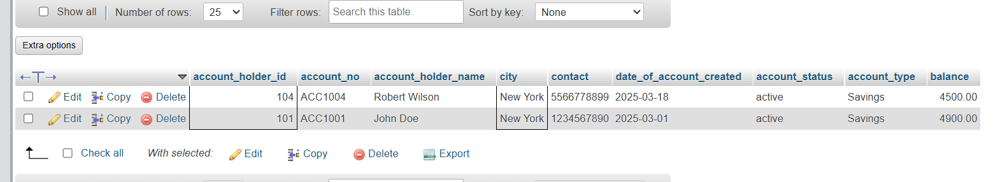 Show all Number of rows: 25 Filter rows: Search this table Sort by key: None
Extra options
account_holder_id account_no account_holder_name city contact date_of_account_created account_status account_type balance
Edit Copy Delete 104 ACC1004 Robert Wilson New York 5566778899 2025-03-18 active Savings 4500.00
Edit Copy Delete 101 ACC1001 John Doe New York 1234567890 2025-03-01 active Savings 4900.00
Check all With selected: Edit Copy Delete Export